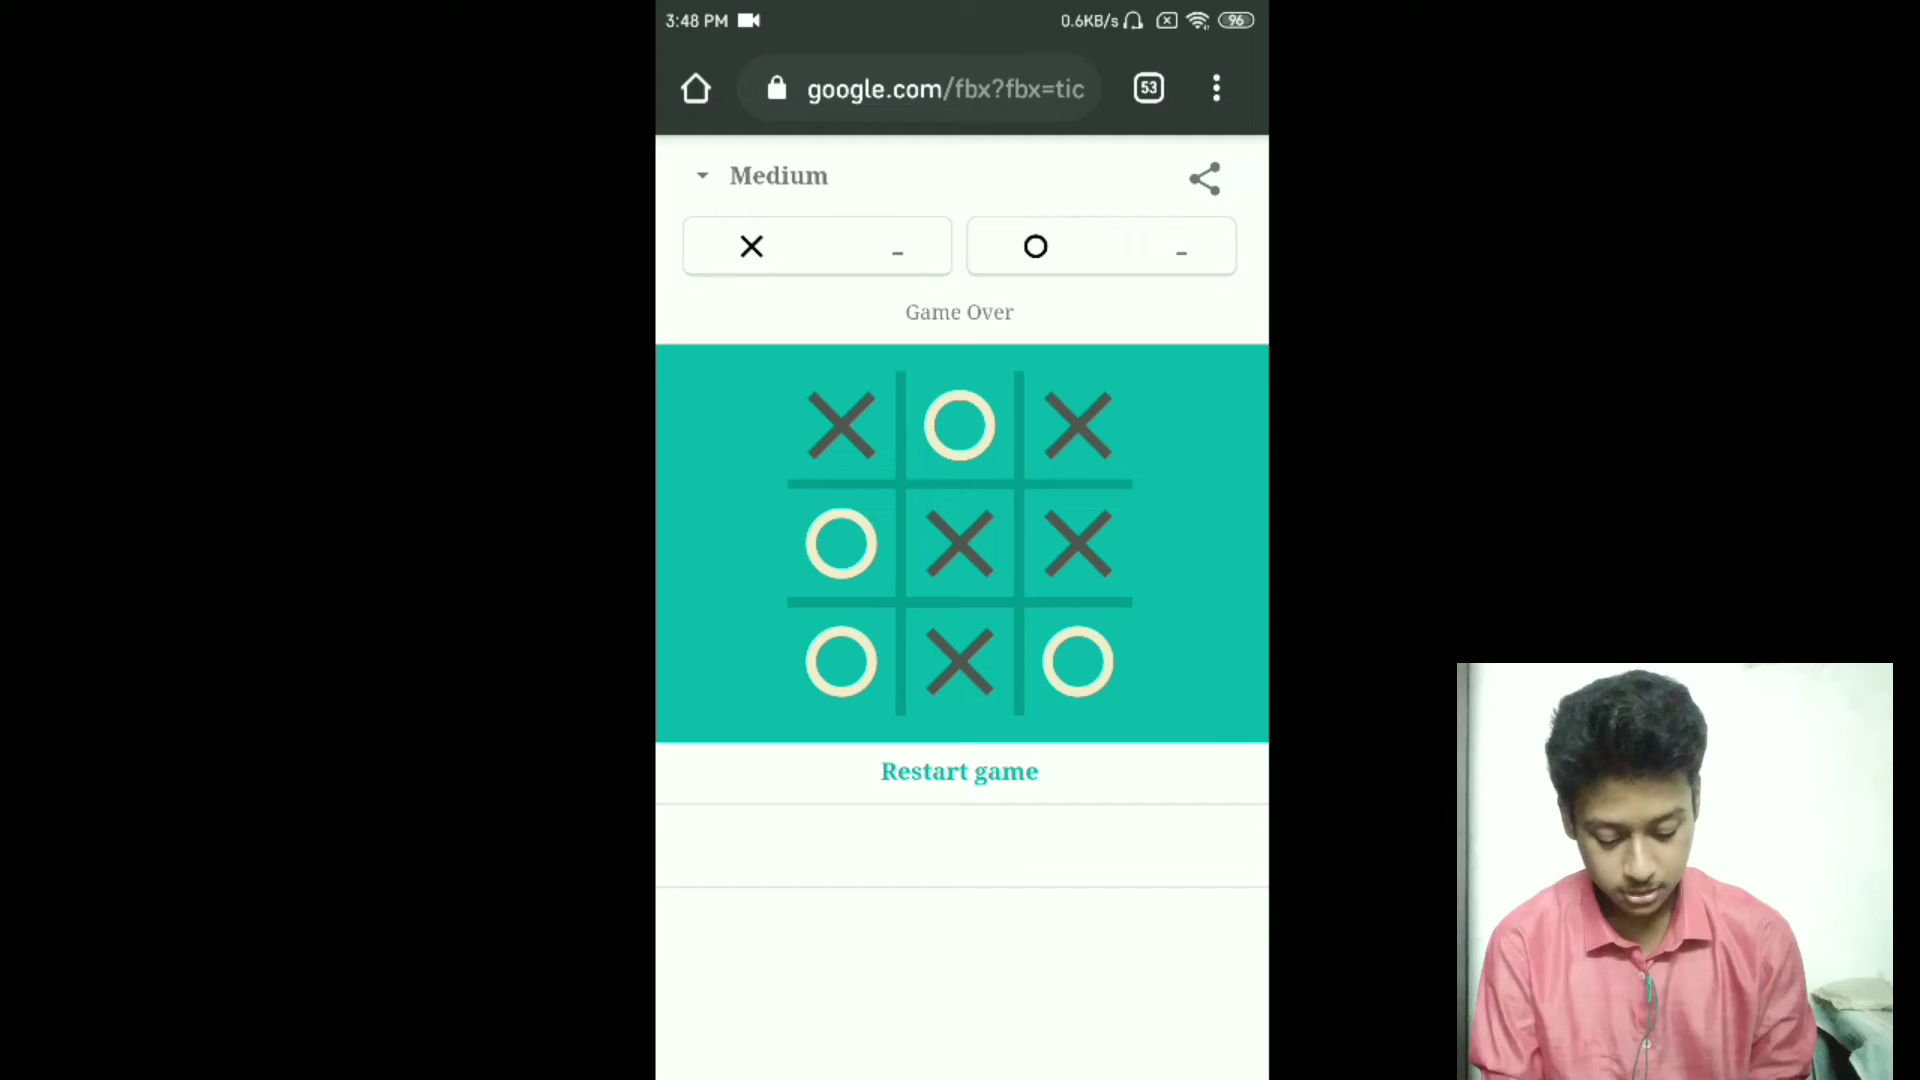 3:48 PM 0.6KB/s 96
google.com/fbx?fbx=tic 53
Medium
X -
O -
Game Over
X O X
O X X
O X O
Restart game